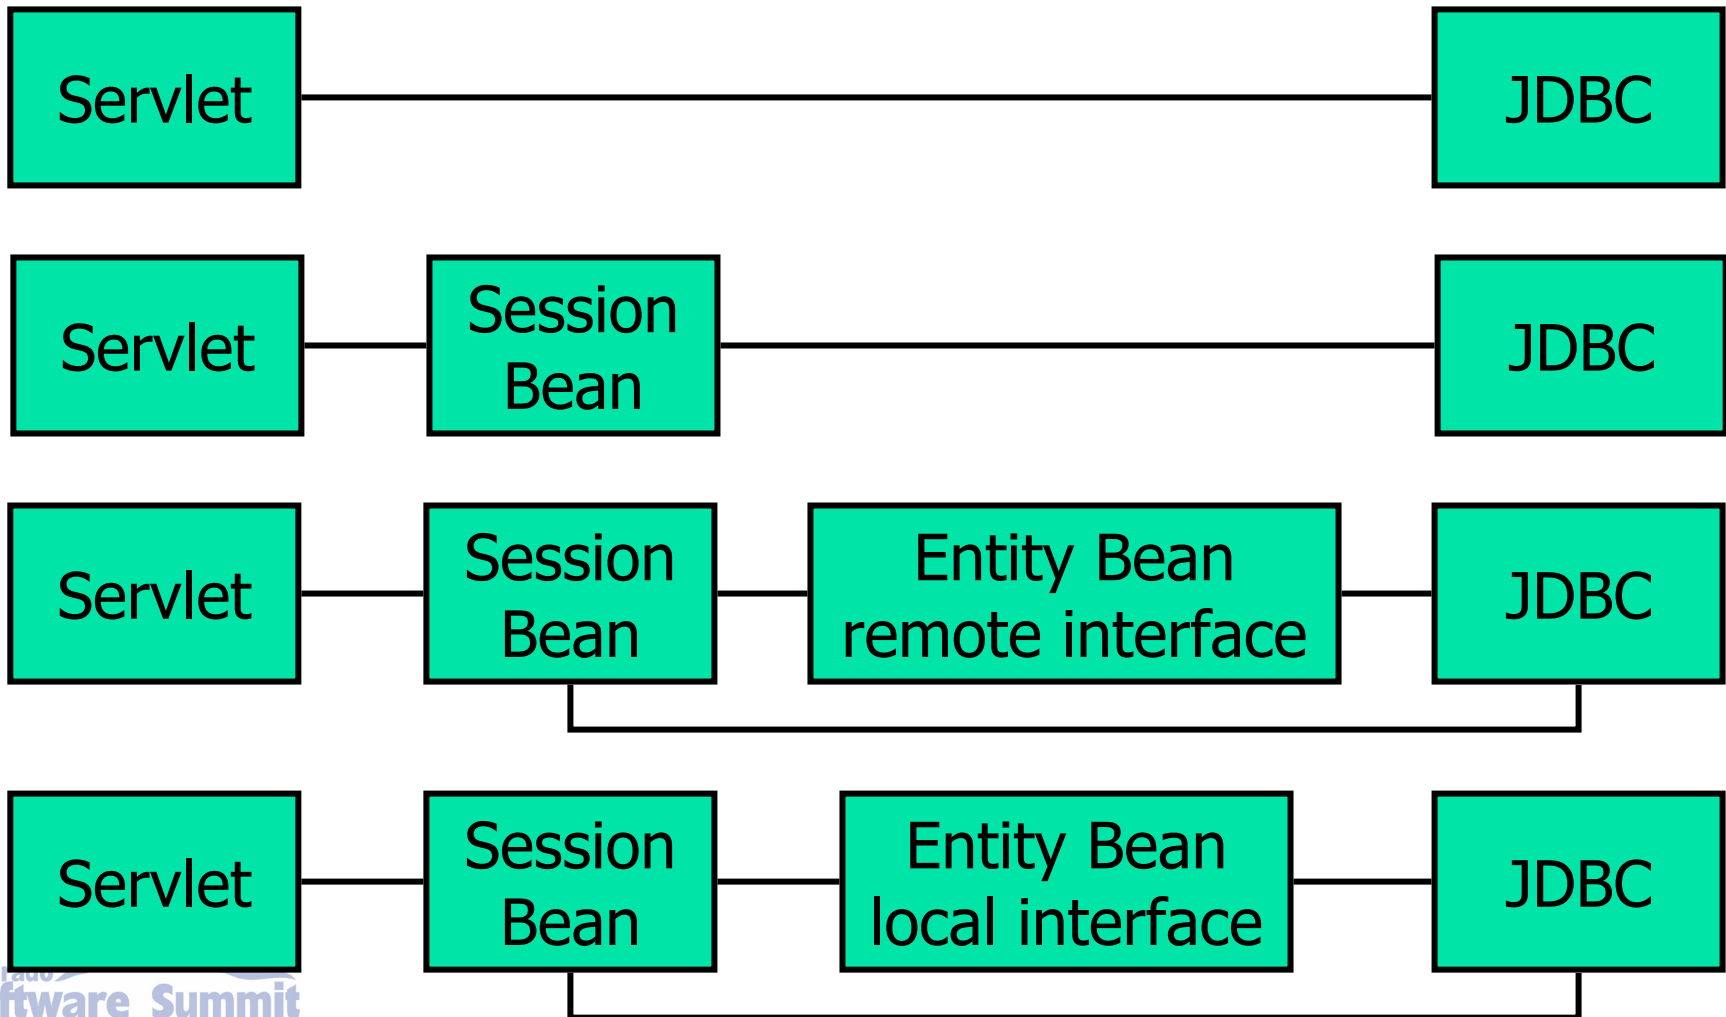 Servlet
JDBC
Servlet
Session
Bean
JDBC
Servlet
Session
Bean
Entity Bean
remote interface
JDBC
Servlet
Session
Bean
Entity Bean
local interface
JDBC
Summit